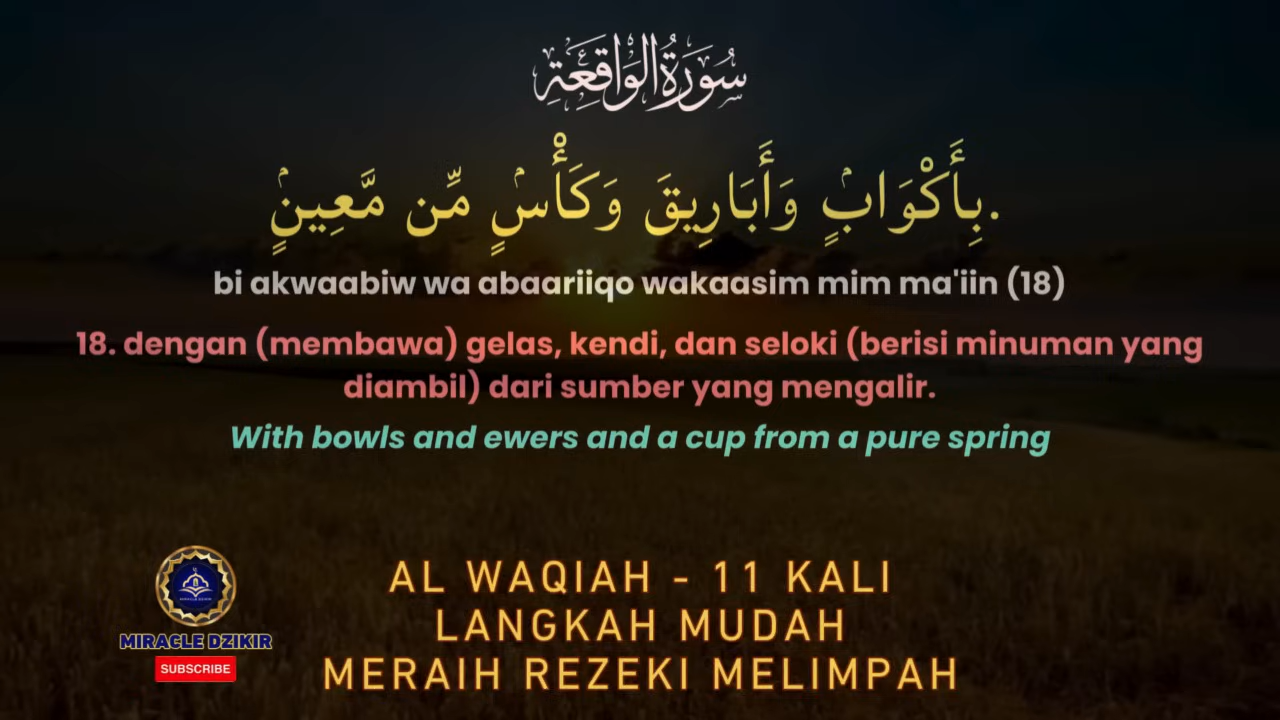 سُورَةُ الْوَاقِعَةِ
.بِأَكْوَابٍۢ وَأَبَارِيقَ وَكَأْسٍۢ مِّن مَّعِينٍۢ
bi akwaabiw wa abaariiqo wakaasim mim ma'iin (18)
18. dengan (membawa) gelas, kendi, dan seloki (berisi minuman yang
diambil) dari sumber yang mengalir.
With bowls and ewers and a cup from a pure spring
AL WAQIAH - 11 KALI
LANGKAH MUDAH
MERAIH REZEKI MELIMPAH
MIRACLE DZIKIR
SUBSCRIBE